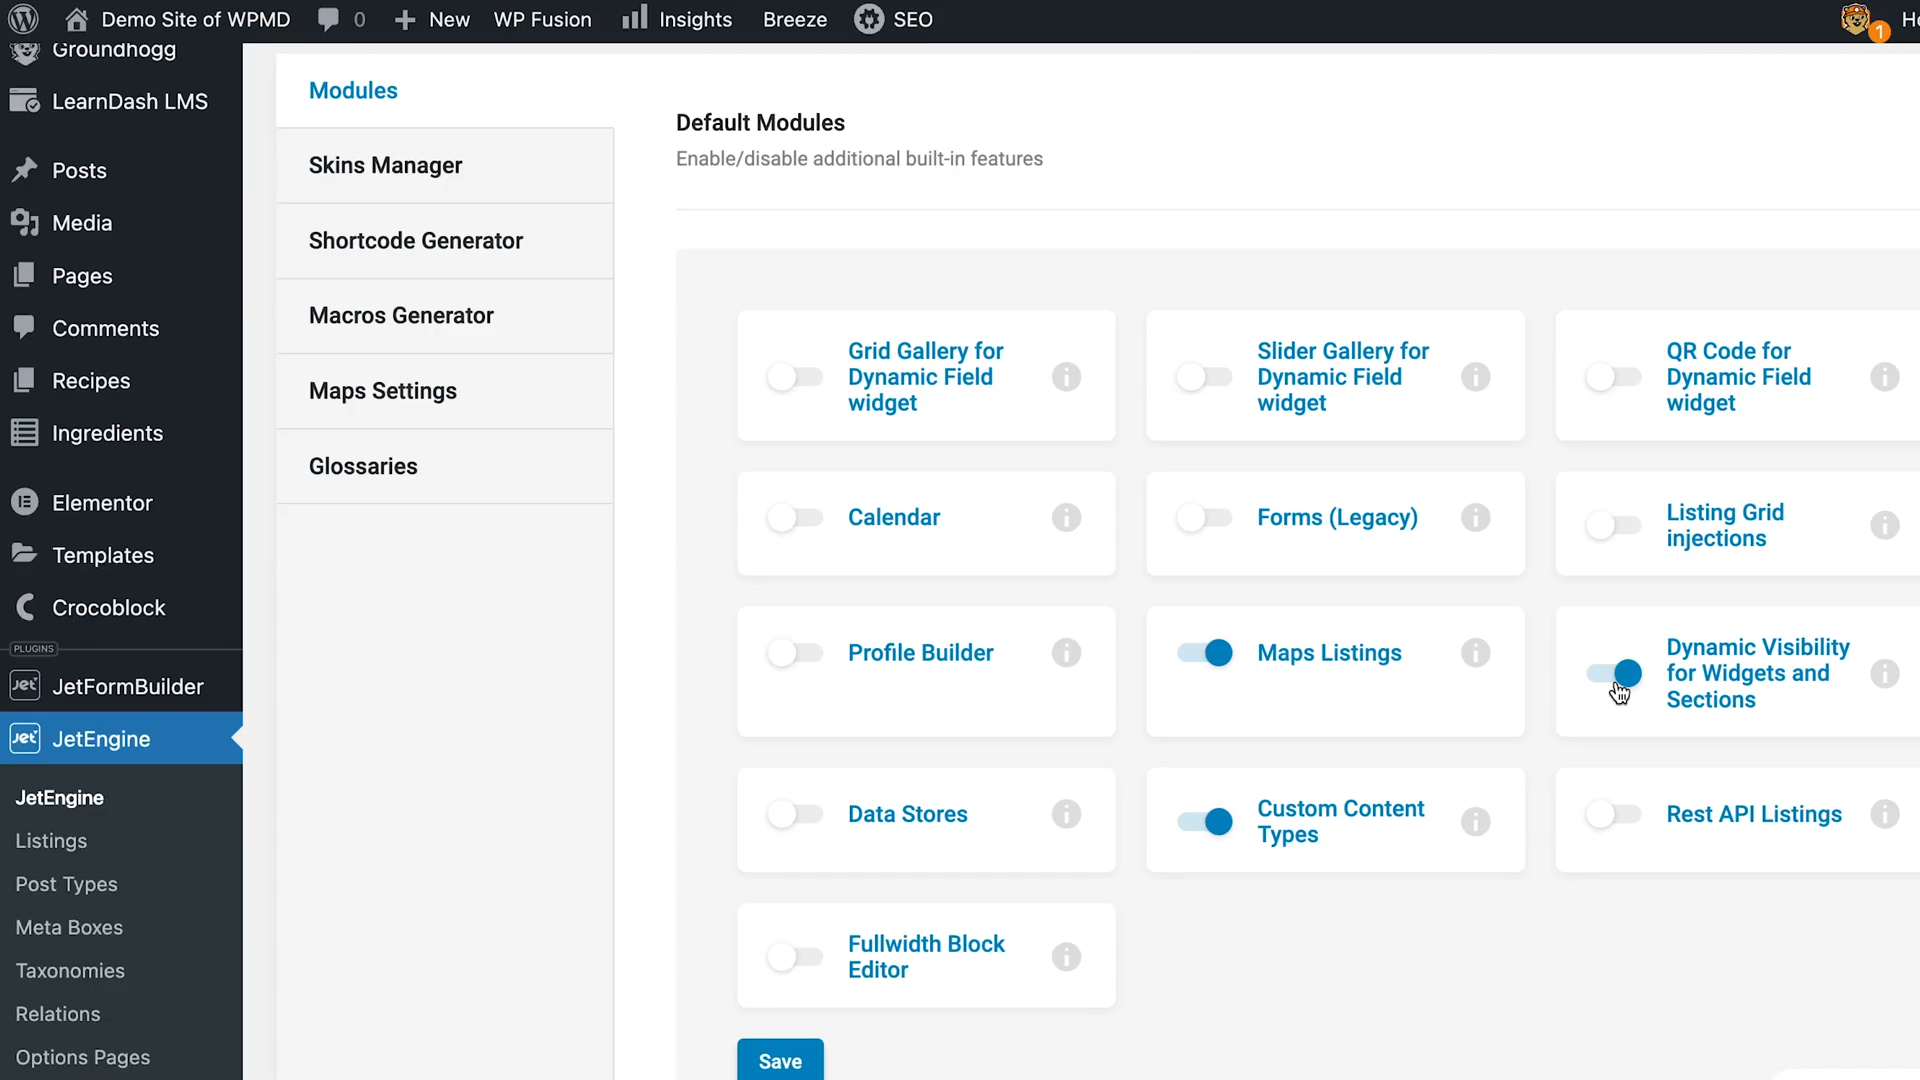 Demo Site of WPMD
0
New
WP Fusion
Insights
Breeze
SEO
1
Groundhogg
LearnDash LMS
Posts
Media
Pages
Comments
Recipes
Ingredients
Elementor
Templates
Crocoblock
PLUGINS
Jet
JetFormBuilder
Jet
JetEngine
JetEngine
Listings
Post Types
Meta Boxes
Taxonomies
Relations
Options Pages
Modules
Skins Manager
Shortcode Generator
Macros Generator
Maps Settings
Glossaries
Default Modules
Enable/disable additional built-in features
Grid Gallery for
Dynamic Field
widget
Slider Gallery for
Dynamic Field
widget
QR Code for
Dynamic Field
widget
Calendar
Forms (Legacy)
Listing Grid
injections
Profile Builder
Maps Listings
Dynamic Visibility
for Widgets and
Sections
Data Stores
Custom Content
Types
Rest API Listings
Fullwidth Block
Editor
Save